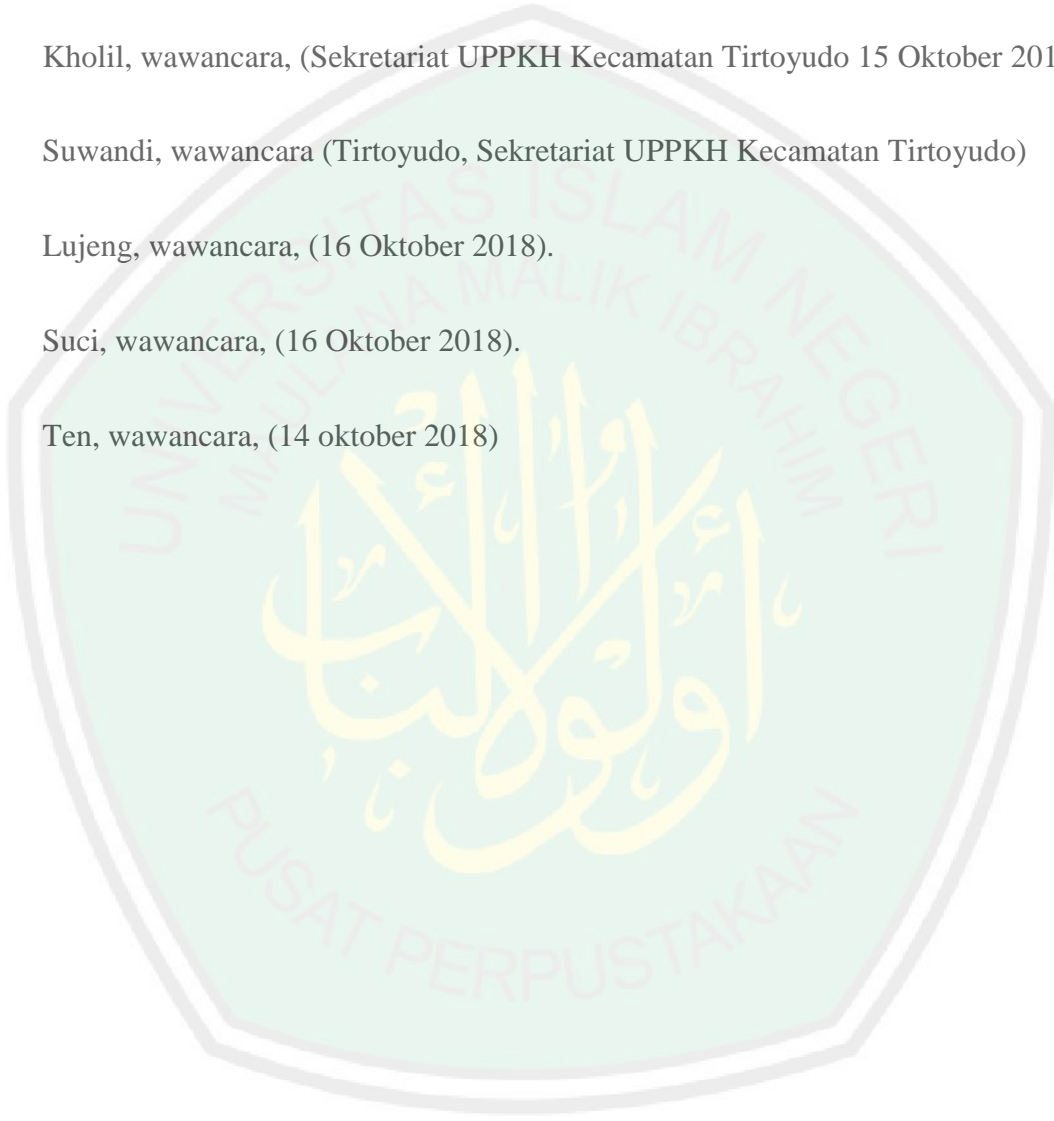 Kholil, wawancara, (Sekretariat UPPKH Kecamatan Tirtoyudo 15 Oktober 201
Suwandi, wawancara (Tirtoyudo, Sekretariat UPPKH Kecamatan Tirtoyudo)
Lujeng, wawancara, (16 Oktober 2018).
Suci, wawancara, (16 Oktober 2018).
Ten, wawancara, (14 oktober 2018)
UNIVERSITAS ISLAM NEGERI
MAULANA MALIK IBRAHIM
أولوا الألباب
PUSAT PERPUSTAKAAN